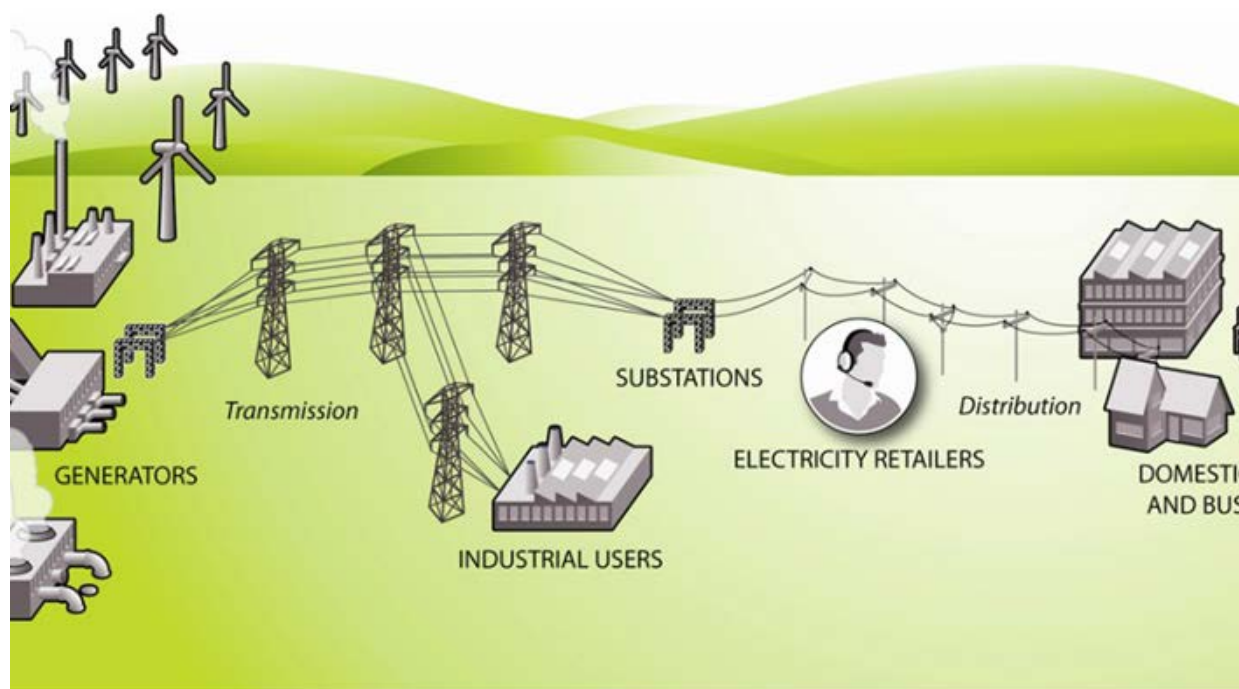 SUBSTATIONS
Transmission
Distribution
ELECTRICITY RETAILERS
GENERATORS
DOMESTI
AND BUS
INDUSTRIAL USERS